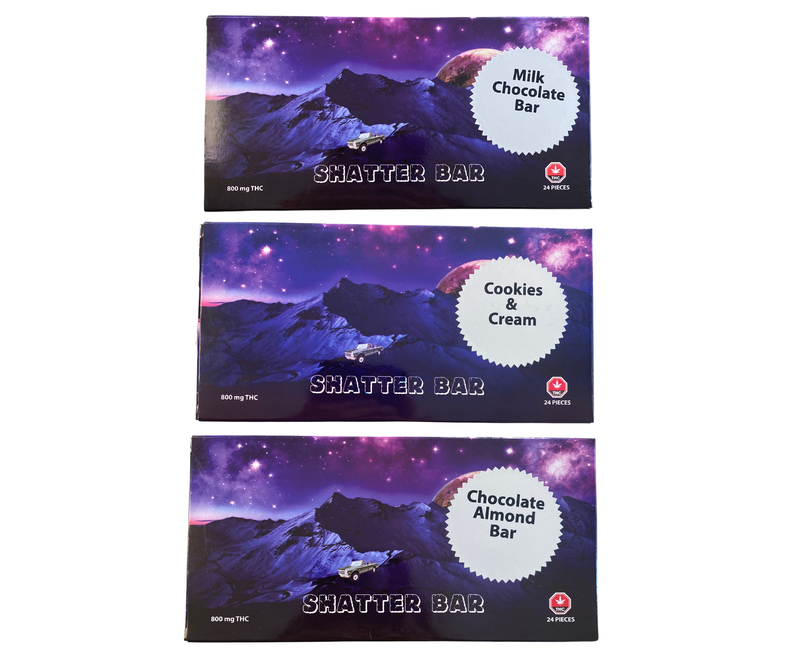 Milk
Chocolate
Bar
SHATTER BAR
800 mg THC
THC
24 PIECES
Cookies
&
Cream
SHATTER BAR
800 mg THC
THC
24 PIECES
Chocolate
Almond
Bar
SHATTER BAR
800 mg THC
THC
24 PIECES